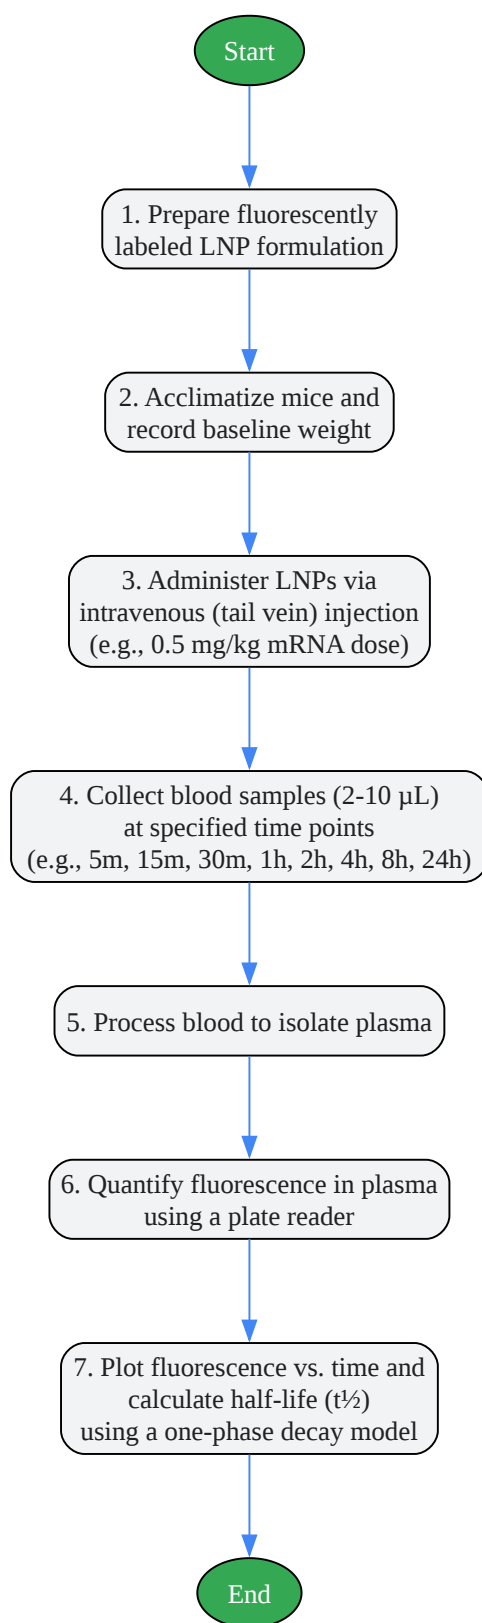 Start
1. Prepare fluorescently
labeled LNP formulation
2. Acclimatize mice and
record baseline weight
3. Administer LNPs via
intravenous (tail vein) injection
(e.g., 0.5 mg/kg mRNA dose)
4. Collect blood samples (2-10 µL)
at specified time points
(e.g., 5m, 15m, 30m, 1h, 2h, 4h, 8h, 24h)
5. Process blood to isolate plasma
6. Quantify fluorescence in plasma
using a plate reader
7. Plot fluorescence vs. time and
calculate half-life (t½)
using a one-phase decay model
End